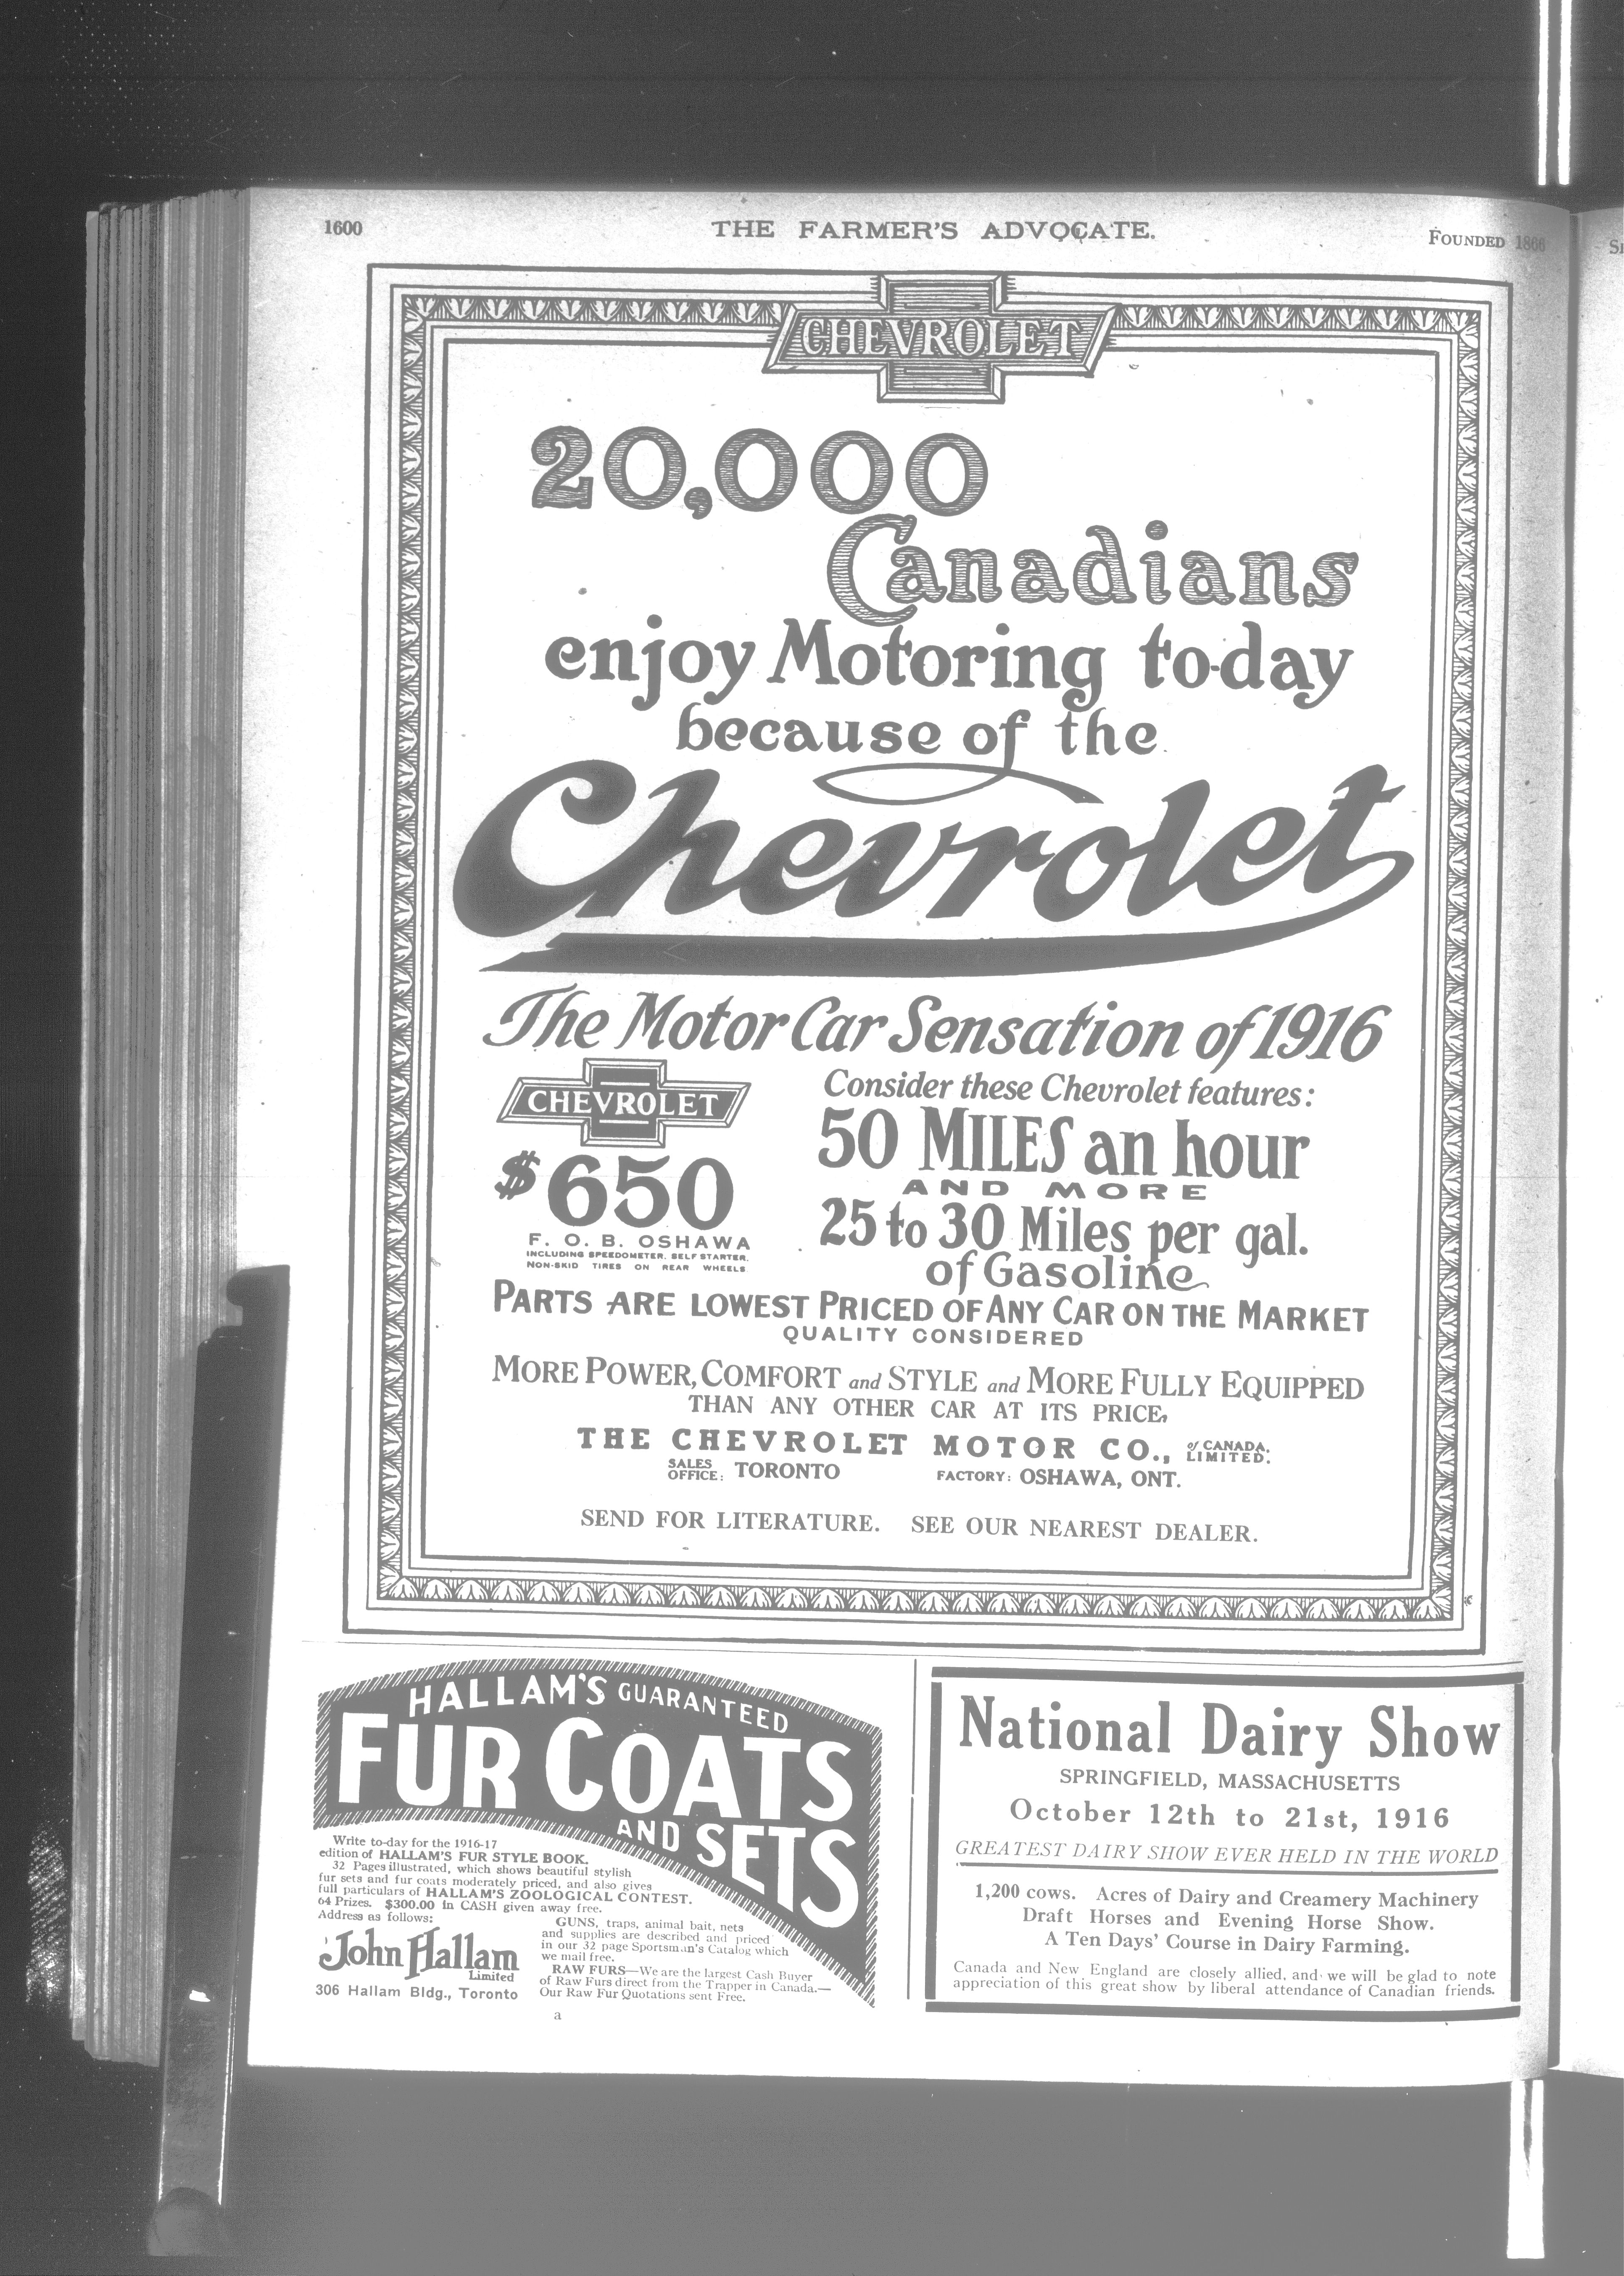 1600
THE FARMER'S ADVOCATE.
FOUNDED 1866
CHEVROLET
20,000
Canadians
enjoy Motoring to-day
because of the
Chevrolet
The Motor Car Sensation of 1916
CHEVROLET
$650
F. O. B. OSHAWA
INCLUDING SPEEDOMETER, SELF STARTER,
NON-SKID TIRES ON REAR WHEELS
Consider these Chevrolet features:
50 MILES an hour
AND MORE
25 to 30 Miles per gal.
of Gasoline
PARTS ARE LOWEST PRICED OF ANY CAR ON THE MARKET
QUALITY CONSIDERED
MORE POWER, COMFORT and STYLE and MORE FULLY EQUIPPED
THAN ANY OTHER CAR AT ITS PRICE,
THE CHEVROLET MOTOR CO., of CANADA, LIMITED.
SALES OFFICE: TORONTO FACTORY: OSHAWA, ONT.
SEND FOR LITERATURE. SEE OUR NEAREST DEALER.
HALLAM'S GUARANTEED
FUR COATS
AND SETS
Write to-day for the 1916-17
edition of HALLAM'S FUR STYLE BOOK.
32 Pages illustrated, which shows beautiful stylish
fur sets and fur coats moderately priced, and also gives
full particulars of HALLAM'S ZOOLOGICAL CONTEST.
64 Prizes. $300.00 in CASH given away free.
Address as follows:
John Hallam
Limited
306 Hallam Bldg., Toronto
GUNS, traps, animal bait, nets
and supplies are described and priced
in our 32 page Sportsman's Catalog which
we mail free.
RAW FURS—We are the largest Cash Buyer
of Raw Furs direct from the Trapper in Canada.—
Our Raw Fur Quotations sent Free.
a
National Dairy Show
SPRINGFIELD, MASSACHUSETTS
October 12th to 21st, 1916
GREATEST DAIRY SHOW EVER HELD IN THE WORLD
1,200 cows. Acres of Dairy and Creamery Machinery
Draft Horses and Evening Horse Show.
A Ten Days' Course in Dairy Farming.
Canada and New England are closely allied, and we will be glad to note
appreciation of this great show by liberal attendance of Canadian friends.